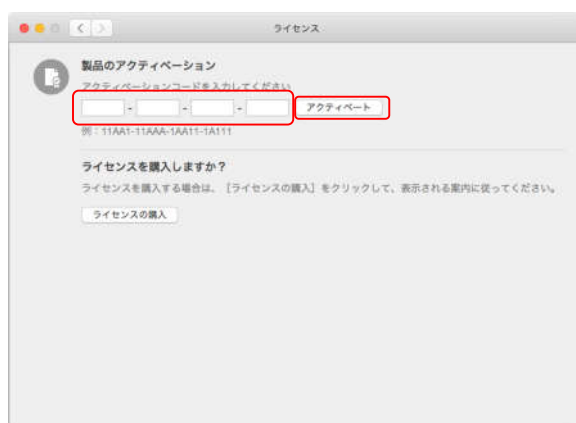 ライセンス
製品のアクティベーション
アクティベーションコードを入力してください
- - - アクティベート
例：11AA1-11AAA-1AA11-1A111
ライセンスを購入しますか？
ライセンスを購入する場合は、［ライセンスの購入］をクリックして、表示される案内に従ってください。
ライセンスの購入